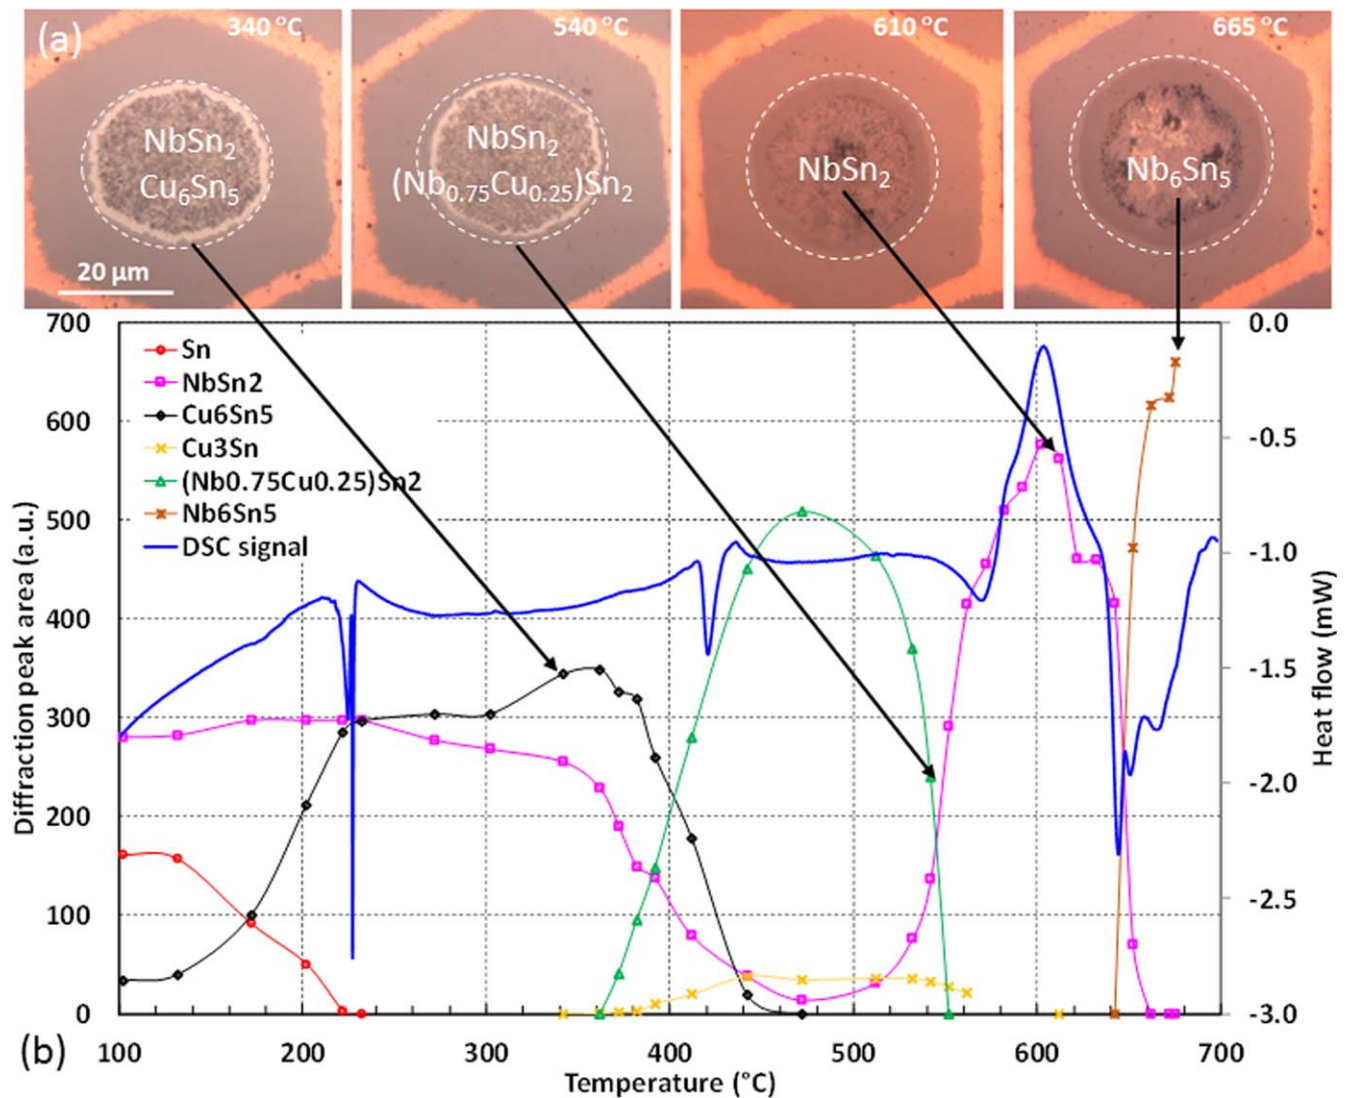 (a)
340 °C
540 °C
610 °C
665 °C
NbSn₂
Cu₆Sn₅
NbSn₂
(Nb₀.₇₅Cu₀.₂₅)Sn₂
NbSn₂
Nb₆Sn₅
20 µm
700
600
500
400
300
200
100
0
Diffraction peak area (a.u.)
Sn
NbSn2
Cu6Sn5
Cu3Sn
(Nb0.75Cu0.25)Sn2
Nb6Sn5
DSC signal
0.0
-0.5
-1.0
-1.5
-2.0
-2.5
-3.0
Heat flow (mW)
(b)
100 200 300 400 500 600 700
Temperature (°C)